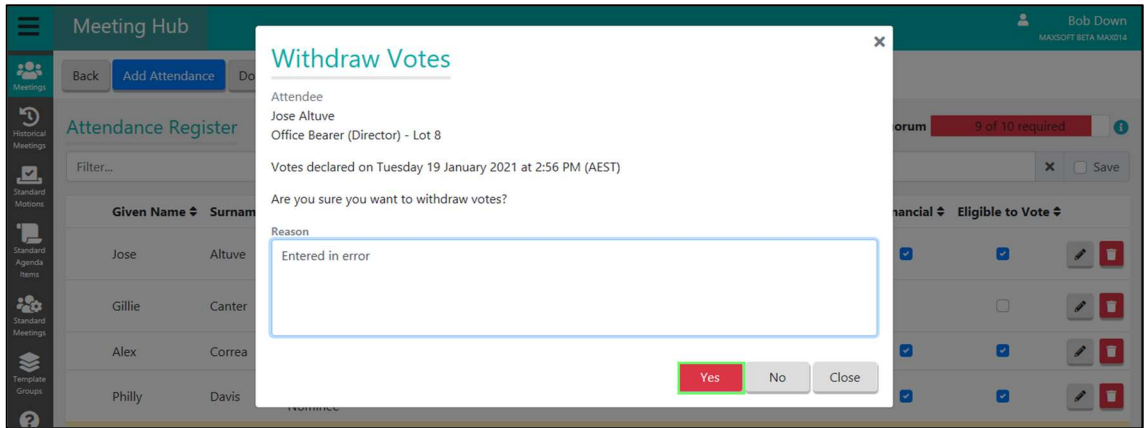 Meeting Hub
Bob Down
MAXSOFT BETA MAX014
Meetings
Historical
Meetings
Standard
Motions
Standard
Agenda
Items
Standard
Meetings
Template
Groups
Back
Add Attendance
Do
Attendance Register
orum
9 of 10 required
Filter...
Save
Given Name
Surnam
nancial
Eligible to Vote
Jose
Altuve
Gillie
Canter
Alex
Correa
Philly
Davis
Nominee
Withdraw Votes
Attendee
Jose Altuve
Office Bearer (Director) - Lot 8
Votes declared on Tuesday 19 January 2021 at 2:56 PM (AEST)
Are you sure you want to withdraw votes?
Reason
Entered in error
Yes
No
Close